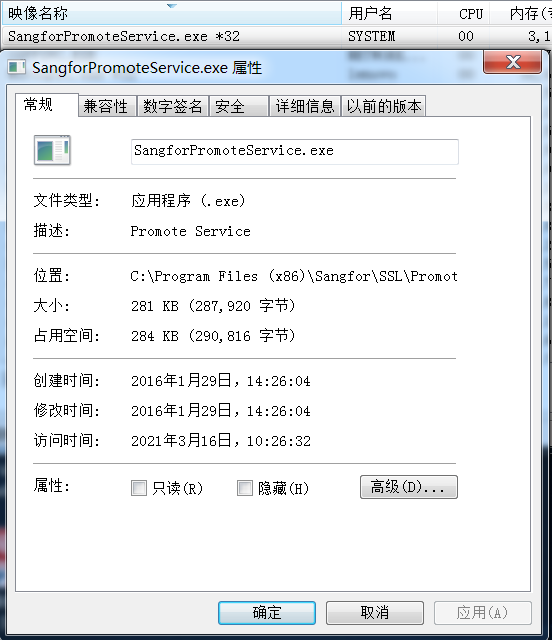 映像名称 用户名 CPU 内存(专
SangforPromoteService.exe *32 SYSTEM 00 3,1
SangforPromoteService.exe 属性
常规 兼容性 数字签名 安全 详细信息 以前的版本
SangforPromoteService.exe
文件类型: 应用程序 (.exe)
描述: Promote Service
位置: C:\Program Files (x86)\Sangfor\SSL\Promot
大小: 281 KB (287,920 字节)
占用空间: 284 KB (290,816 字节)
创建时间: 2016年1月29日，14:26:04
修改时间: 2016年1月29日，14:26:04
访问时间: 2021年3月16日，10:26:32
属性: 只读(R) 隐藏(H) 高级(D)...
确定 取消 应用(A)